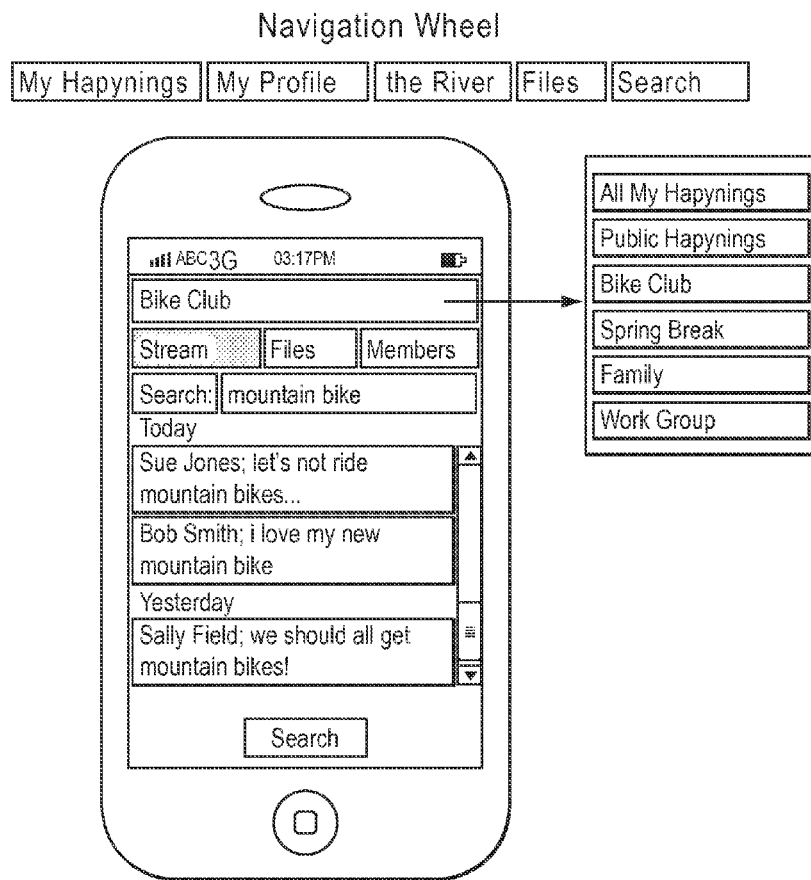 Navigation Wheel
My Hapynings My Profile the River Files Search
ABC3G 03:17PM
Bike Club
Stream Files Members
Search: mountain bike
Today
Sue Jones; let's not ride
mountain bikes...
Bob Smith; i love my new
mountain bike
Yesterday
Sally Field; we should all get
mountain bikes!
Search
All My Hapynings
Public Hapynings
Bike Club
Spring Break
Family
Work Group